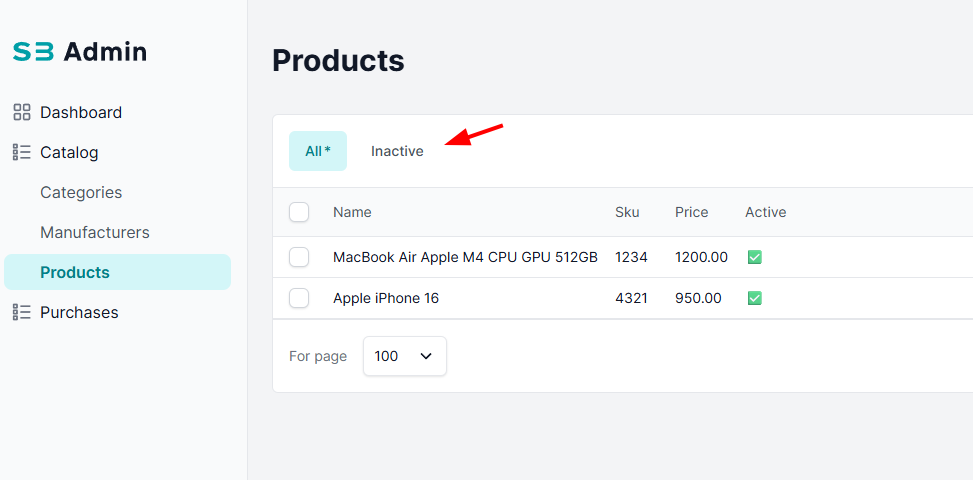 SB Admin
Dashboard
Catalog
Categories
Manufacturers
Products
Purchases
Products
All* Inactive
Name Sku Price Active
MacBook Air Apple M4 CPU GPU 512GB 1234 1200.00
Apple iPhone 16 4321 950.00
For page 100